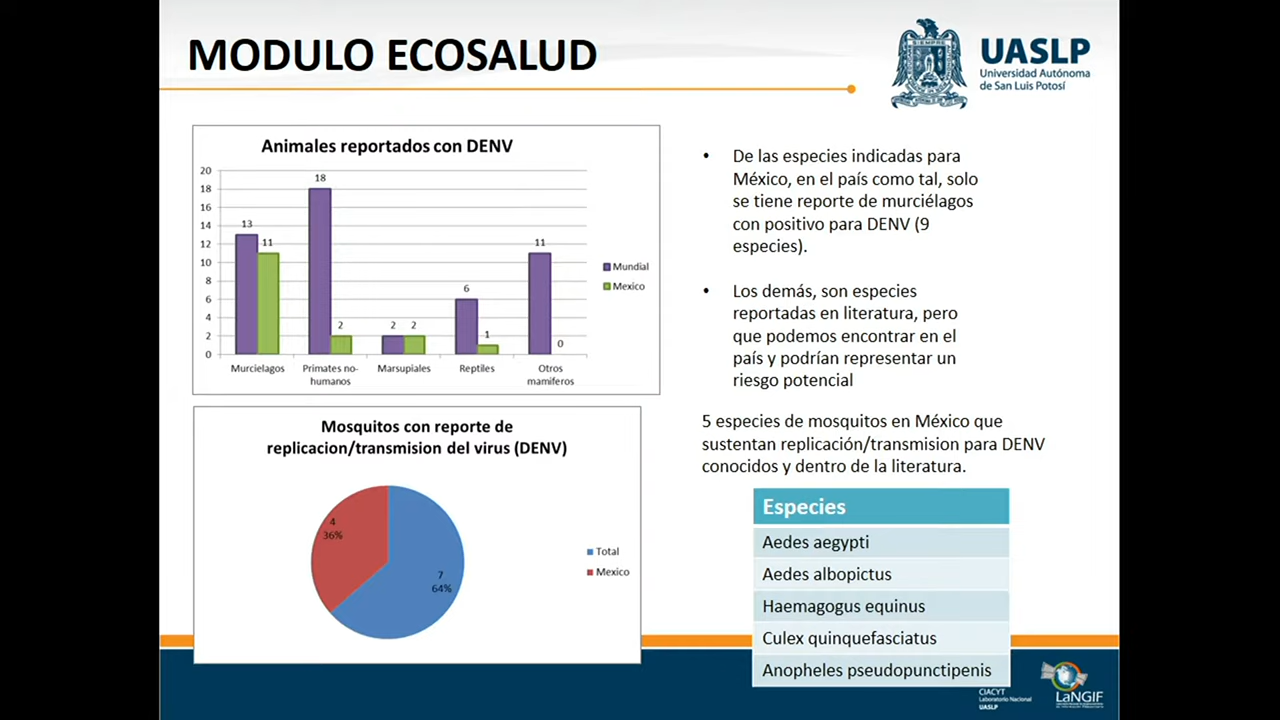 MODULO ECOSALUD
UASLP
Universidad Autónoma
de San Luis Potosí
Animales reportados con DENV
20
18
16
14
12
10
8
6
4
2
0
13
11
18
2
2
2
6
1
11
0
Murcielagos
Primates no-
humanos
Marsupiales
Reptiles
Otros
mamiferos
Mundial
Mexico
• De las especies indicadas para
México, en el país como tal, solo
se tiene reporte de murciélagos
con positivo para DENV (9
especies).
• Los demás, son especies
reportadas en literatura, pero
que podemos encontrar en el
país y podrían representar un
riesgo potencial
Mosquitos con reporte de
replicacion/transmision del virus (DENV)
4
36%
7
64%
Total
Mexico
5 especies de mosquitos en México que
sustentan replicación/transmision para DENV
conocidos y dentro de la literatura.
Especies
Aedes aegypti
Aedes albopictus
Haemagogus equinus
Culex quinquefasciatus
Anopheles pseudopunctipenis
CIACYT
Laboratorio Nacional
UASLP
LaNGIF